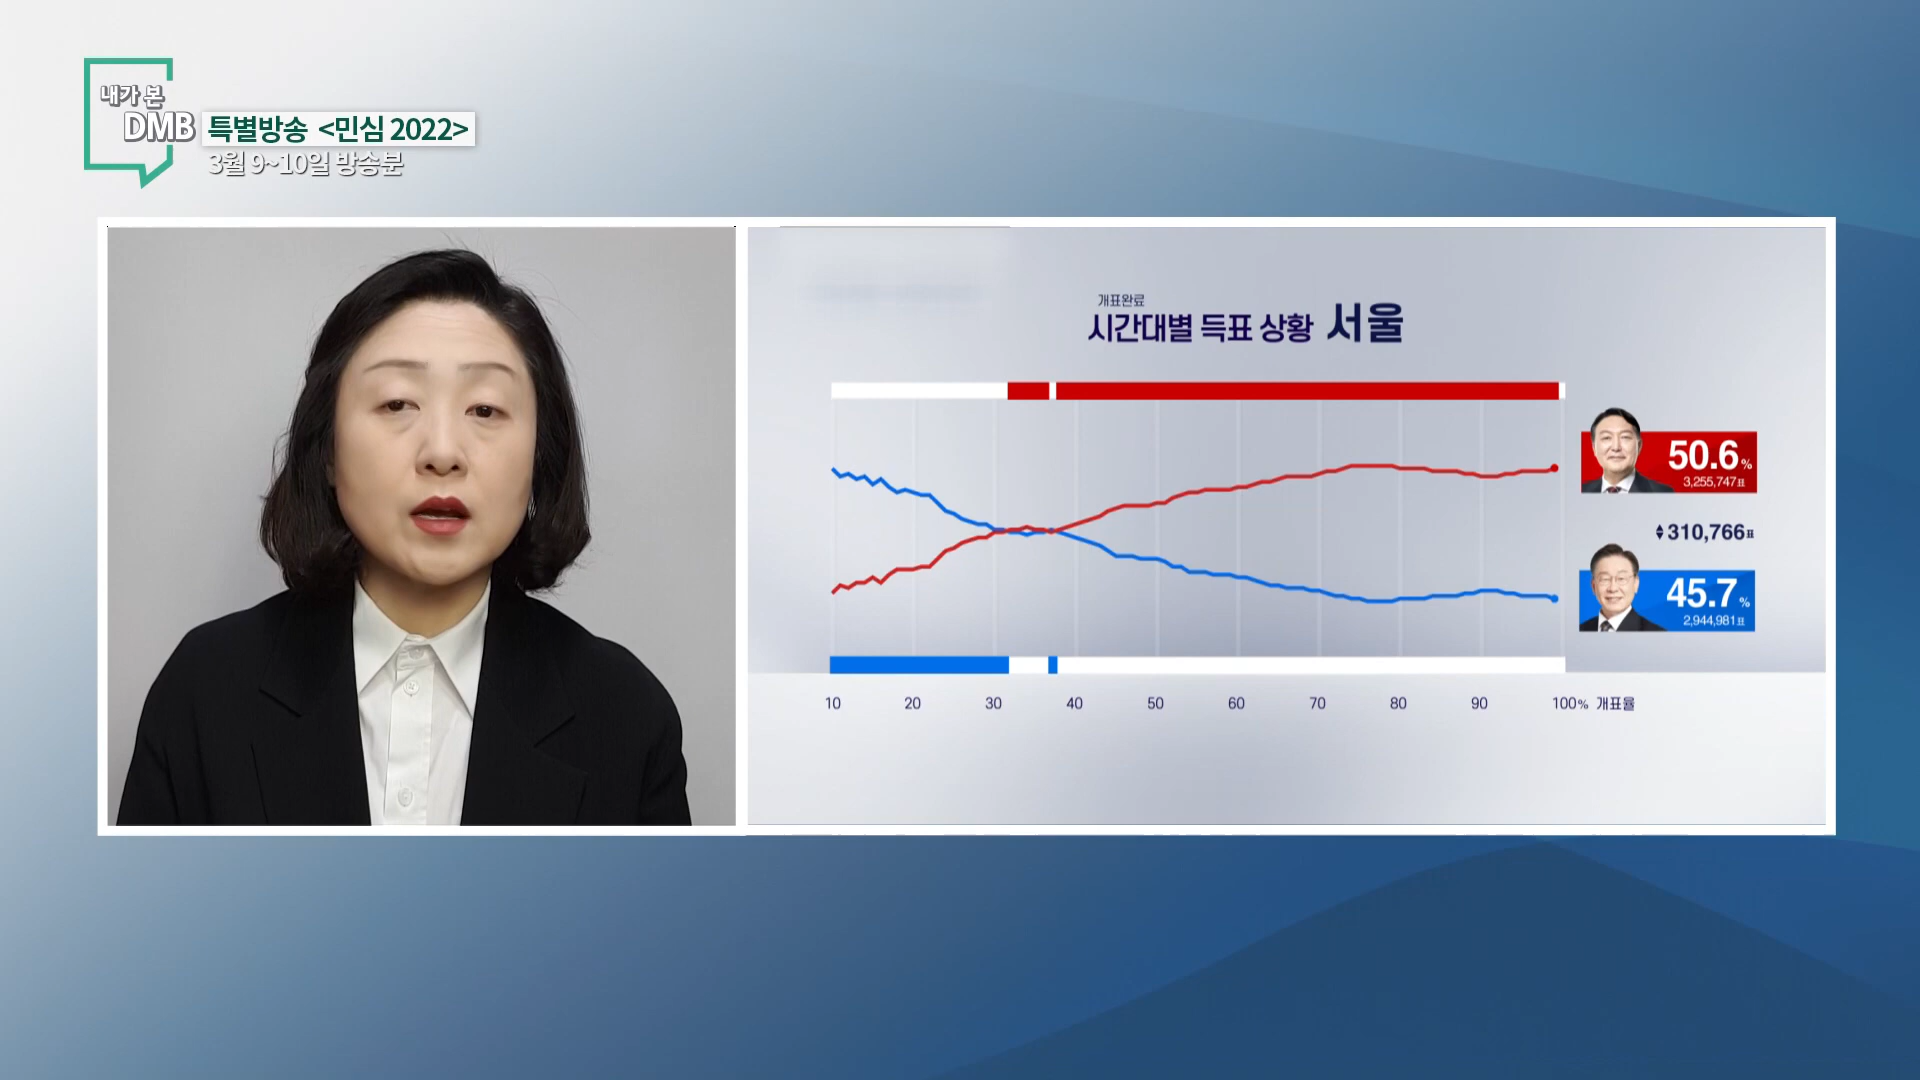 내가 본
DMB
특별방송 <민심 2022>
3월 9~10일 방송분
개표완료
시간대별 득표 상황 서울
50.6%
3,255,747표
310,766표
45.7%
2,944,981표
10 20 30 40 50 60 70 80 90 100% 개표율